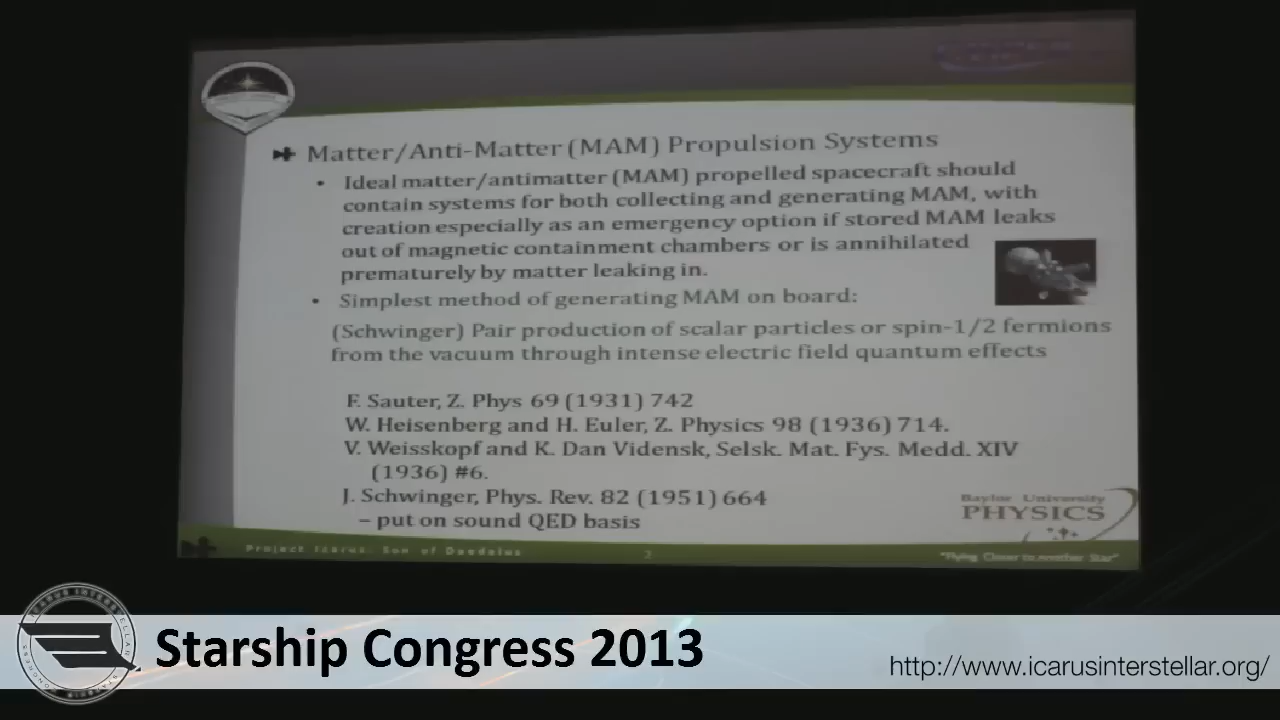 Matter/Anti-Matter (MAM) Propulsion Systems
• Ideal matter/antimatter (MAM) propelled spacecraft should
contain systems for both collecting and generating MAM, with
creation especially as an emergency option if stored MAM leaks
out of magnetic containment chambers or is annihilated
prematurely by matter leaking in.
• Simplest method of generating MAM on board:
(Schwinger) Pair production of scalar particles or spin-1/2 fermions
from the vacuum through intense electric field quantum effects
F. Sauter, Z. Phys 69 (1931) 742
W. Heisenberg and H. Euler, Z. Physics 98 (1936) 714.
V. Weisskopf and K. Dan Vidensk, Selsk. Mat. Fys. Medd. XIV
(1936) #6.
J. Schwinger, Phys. Rev. 82 (1951) 664
– put on sound QED basis
Baylor University
PHYSICS
Project Icarus: Son of Daedalus
2
"Flying Closer to Another Star"
ICARUS INTERSTELLAR
STARSHIP CONGRESS
Starship Congress 2013
http://www.icarusinterstellar.org/